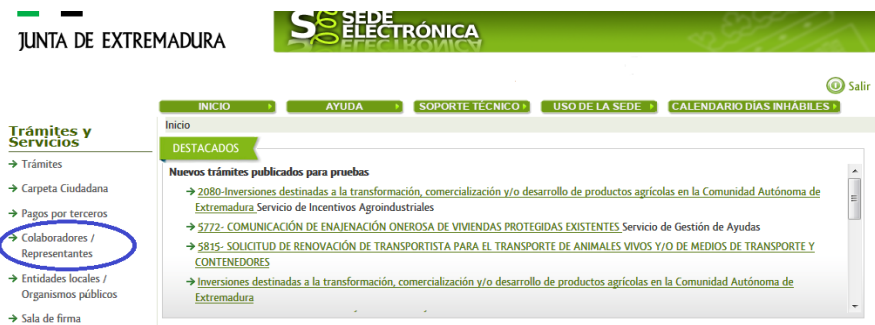 JUNTA DE EXTREMADURA
SEDE
ELECTRÓNICA
Salir
INICIO
AYUDA
SOPORTE TÉCNICO
USO DE LA SEDE
CALENDARIO DÍAS INHÁBILES
Trámites y
Servicios
Trámites
Carpeta Ciudadana
Pagos por terceros
Colaboradores /
Representantes
Entidades locales /
Organismos públicos
Sala de firma
Inicio
DESTACADOS
Nuevos trámites publicados para pruebas
2080-Inversiones destinadas a la transformación, comercialización y/o desarrollo de productos agrícolas en la Comunidad Autónoma de
Extremadura Servicio de Incentivos Agroindustriales
5772- COMUNICACIÓN DE ENAJENACIÓN ONEROSA DE VIVIENDAS PROTEGIDAS EXISTENTES Servicio de Gestión de Ayudas
5815- SOLICITUD DE RENOVACIÓN DE TRANSPORTISTA PARA EL TRANSPORTE DE ANIMALES VIVOS Y/O DE MEDIOS DE TRANSPORTE Y
CONTENEDORES
Inversiones destinadas a la transformación, comercialización y/o desarrollo de productos agrícolas en la Comunidad Autónoma de
Extremadura